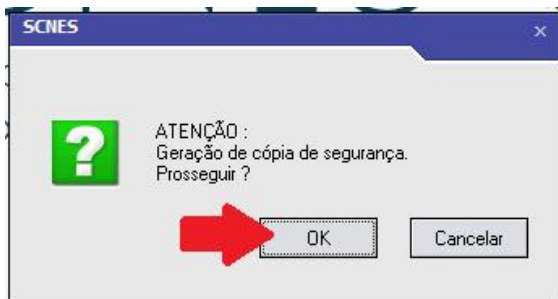 SCNES
ATENÇÃO :
Geração de cópia de segurança.
Prosseguir ?
OK
Cancelar